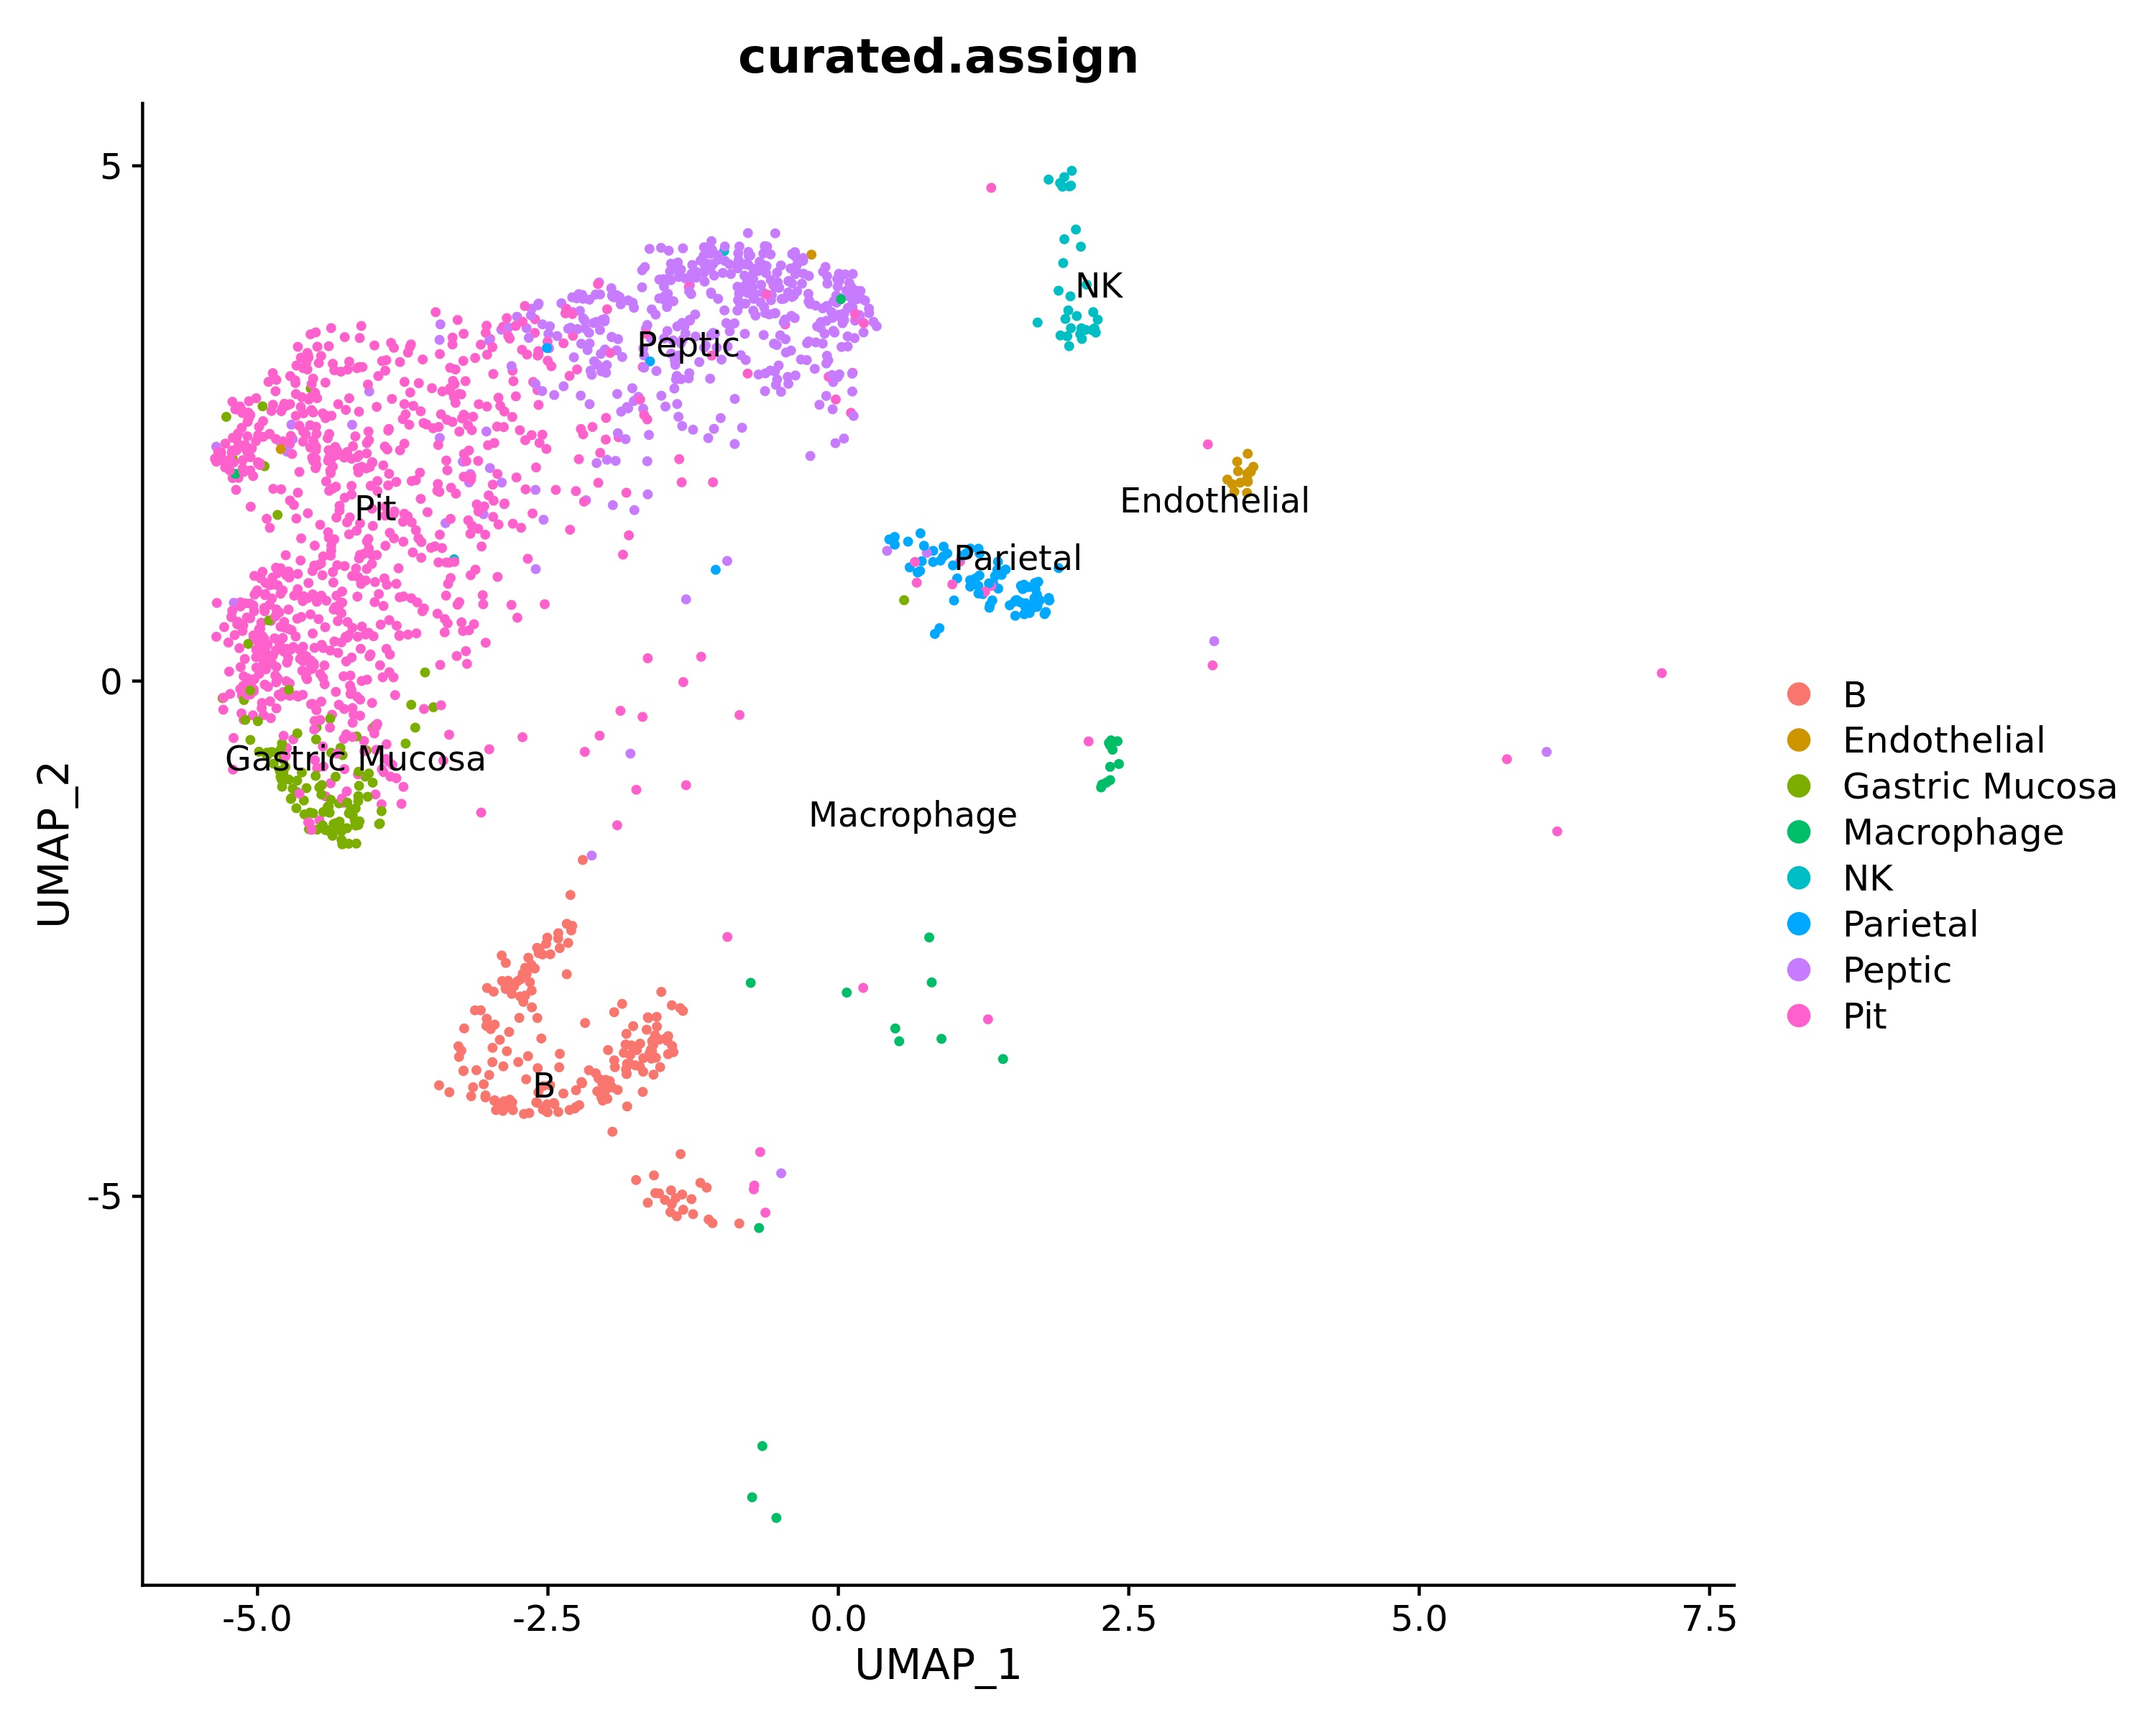 curated.assign
5
NK
Peptic
Pit
Endothelial
Parietal
0
Gastric Mucosa
Macrophage
B
-5
UMAP_2
-5.0
-2.5
0.0
2.5
5.0
7.5
UMAP_1
B
Endothelial
Gastric Mucosa
Macrophage
NK
Parietal
Peptic
Pit